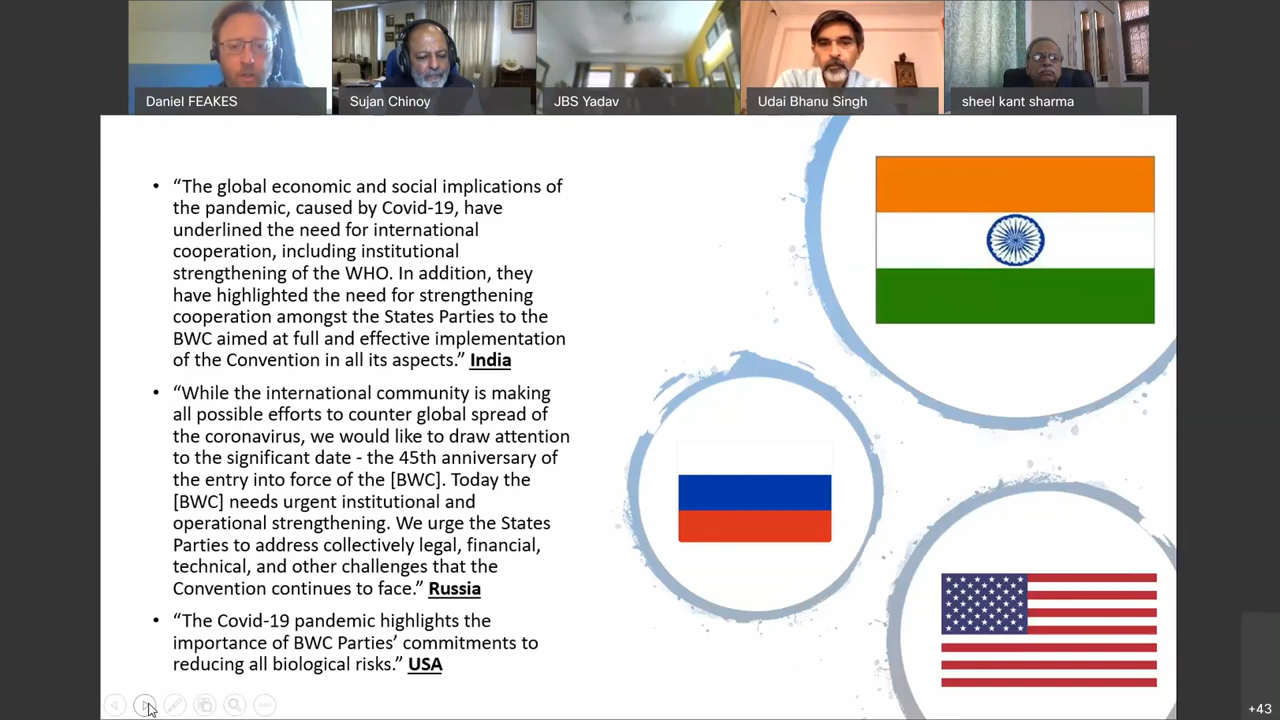 Daniel FEAKES
Sujan Chinoy
JBS Yadav
Udai Bhanu Singh
sheel kant sharma
• “The global economic and social implications of
the pandemic, caused by Covid-19, have
underlined the need for international
cooperation, including institutional
strengthening of the WHO. In addition, they
have highlighted the need for strengthening
cooperation amongst the States Parties to the
BWC aimed at full and effective implementation
of the Convention in all its aspects.” India
• “While the international community is making
all possible efforts to counter global spread of
the coronavirus, we would like to draw attention
to the significant date - the 45th anniversary of
the entry into force of the [BWC]. Today the
[BWC] needs urgent institutional and
operational strengthening. We urge the States
Parties to address collectively legal, financial,
technical, and other challenges that the
Convention continues to face.” Russia
• “The Covid-19 pandemic highlights the
importance of BWC Parties’ commitments to
reducing all biological risks.” USA
+43